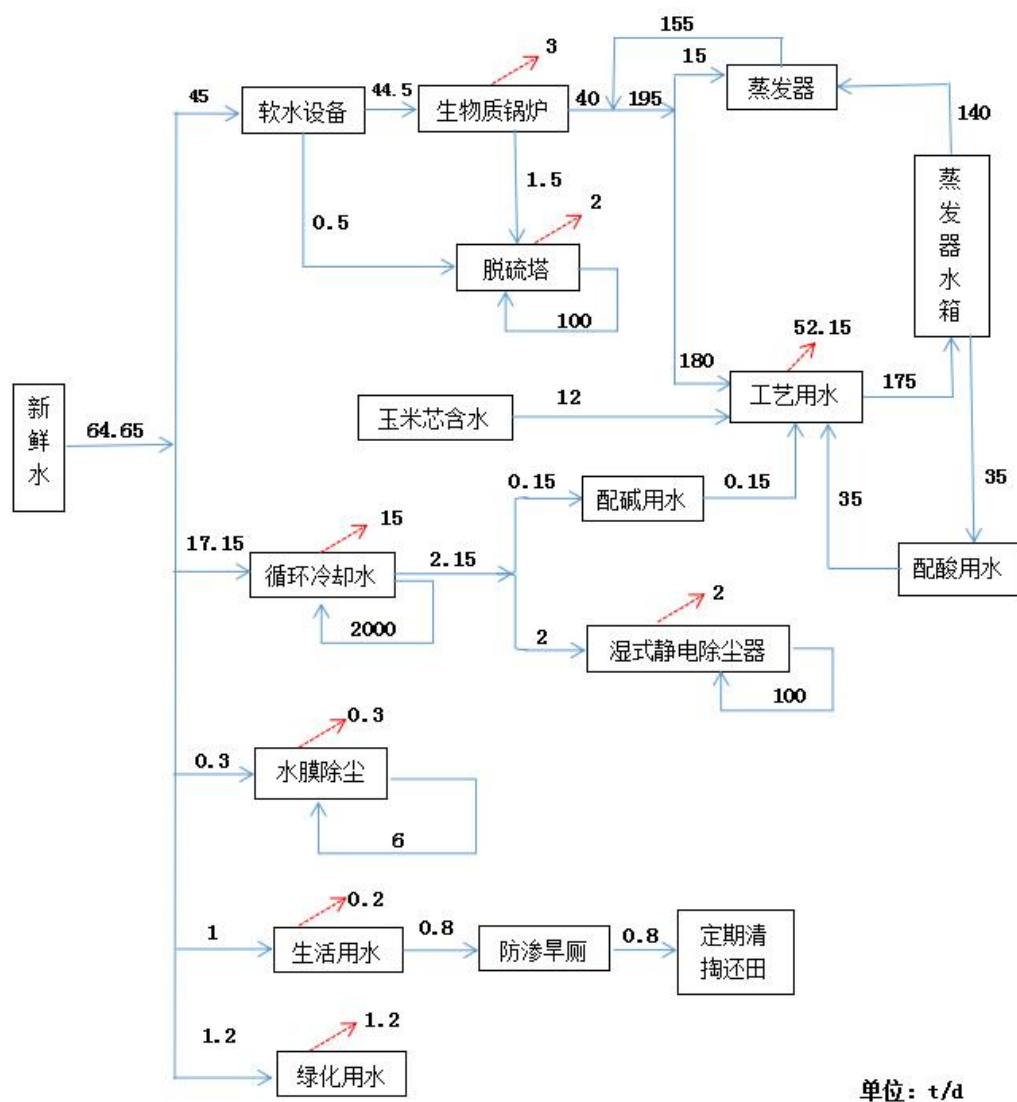 155
3
15
蒸发器
45
软水设备
44.5
生物质锅炉
40
195
140
蒸发器水箱
1.5
0.5
2
脱硫塔
100
52.15
180
工艺用水
175
新鲜水
64.65
玉米芯含水
12
0.15
配碱用水
0.15
35
35
17.15
15
循环冷却水
2.15
配酸用水
2000
2
2
湿式静电除尘器
100
0.3
0.3
水膜除尘
6
0.2
1
生活用水
0.8
防渗旱厕
0.8
定期清
掏还田
1.2
1.2
绿化用水
单位：t/d